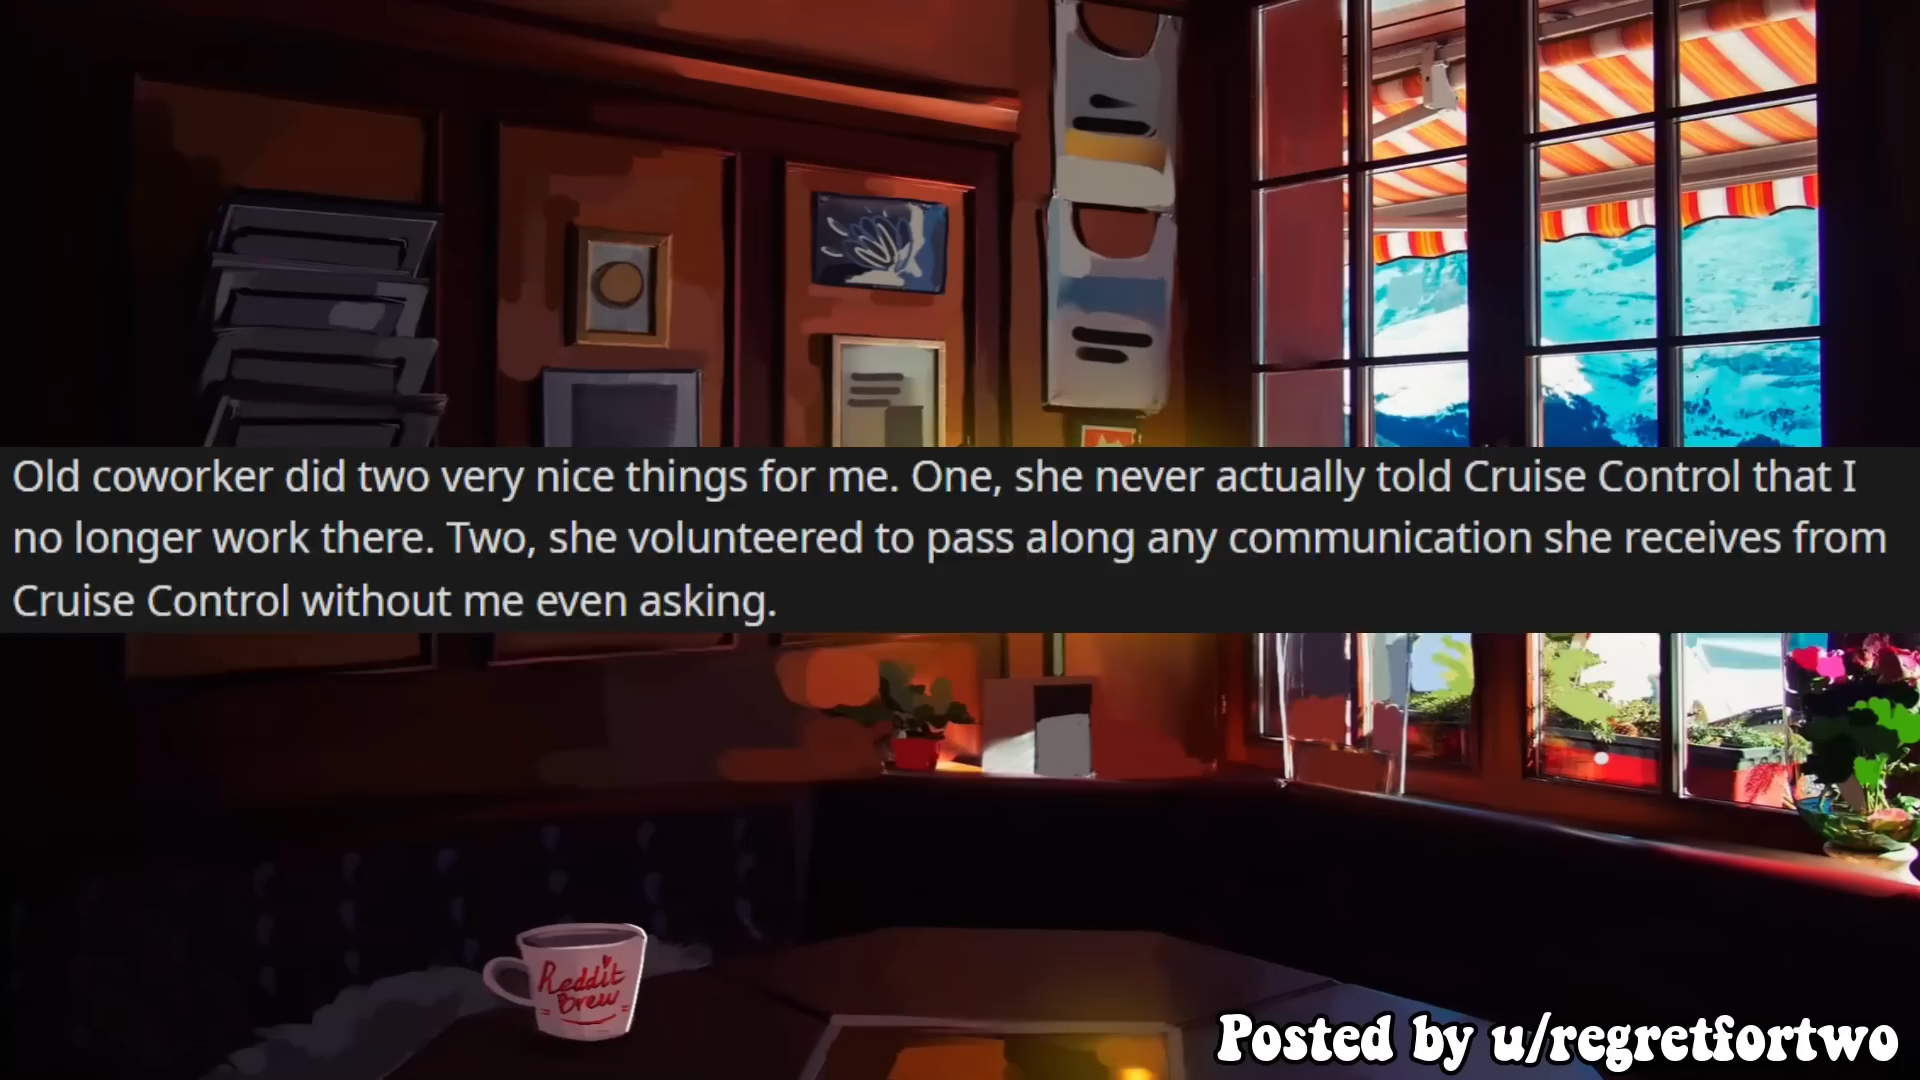 Old coworker did two very nice things for me. One, she never actually told Cruise Control that I
no longer work there. Two, she volunteered to pass along any communication she receives from
Cruise Control without me even asking.
Reddit
Brew
Posted by u/regretfortwo